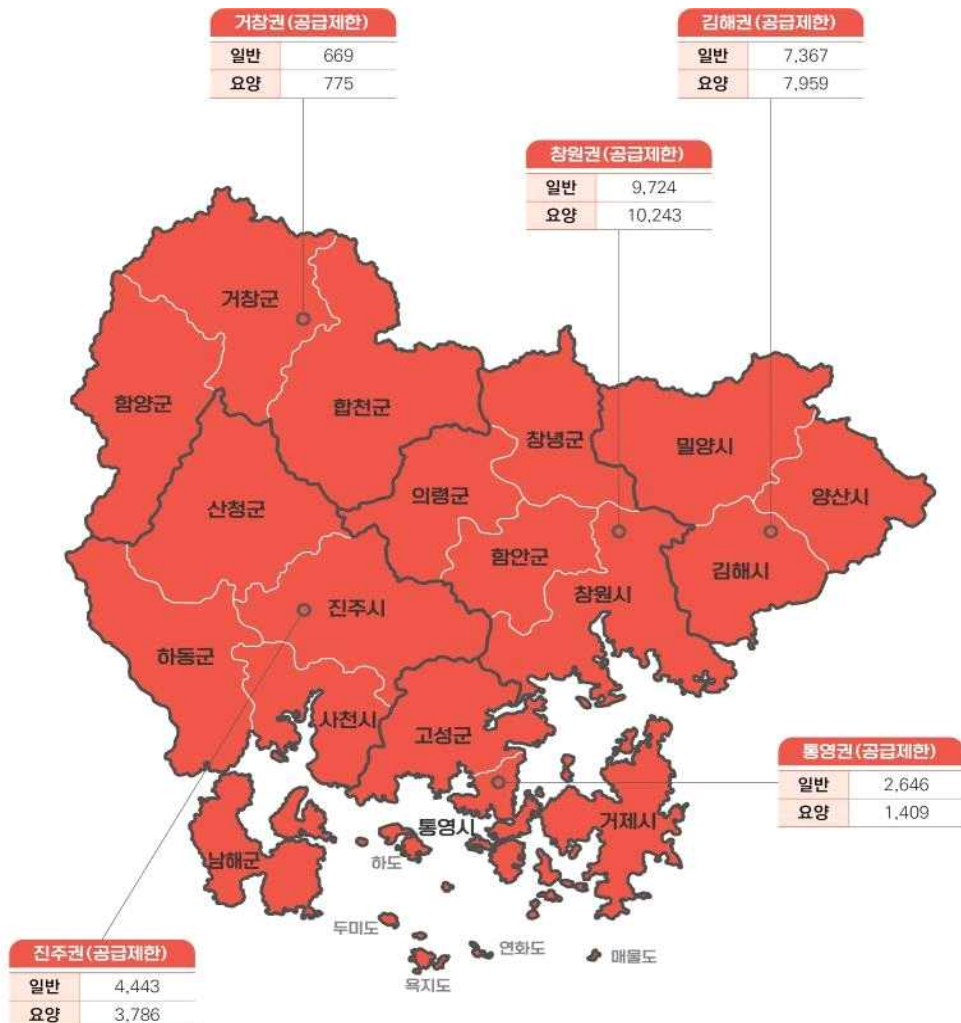 거창권(공급제한)
일반 669
요양 775
김해권(공급제한)
일반 7,367
요양 7,959
창원권(공급제한)
일반 9,724
요양 10,243
거창군
함양군
합천군
창녕군
밀양시
의령군
양산시
산청군
함안군
김해시
창원시
진주시
하동군
사천시
고성군
통영권(공급제한)
일반 2,646
요양 1,409
통영시
거제시
남해군
하도
두미도
연화도
매물도
욕지도
진주권(공급제한)
일반 4,443
요양 3,786